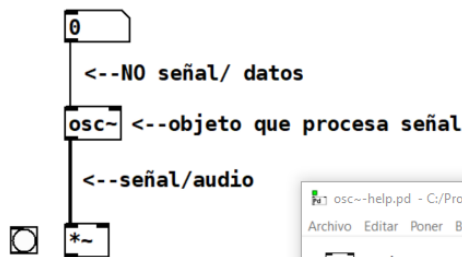 0
<--NO señal/ datos
osc~ <--objeto que procesa señal
<--señal/audio
osc~-help.pd - C:/Pro
Archivo Editar Poner B
*~